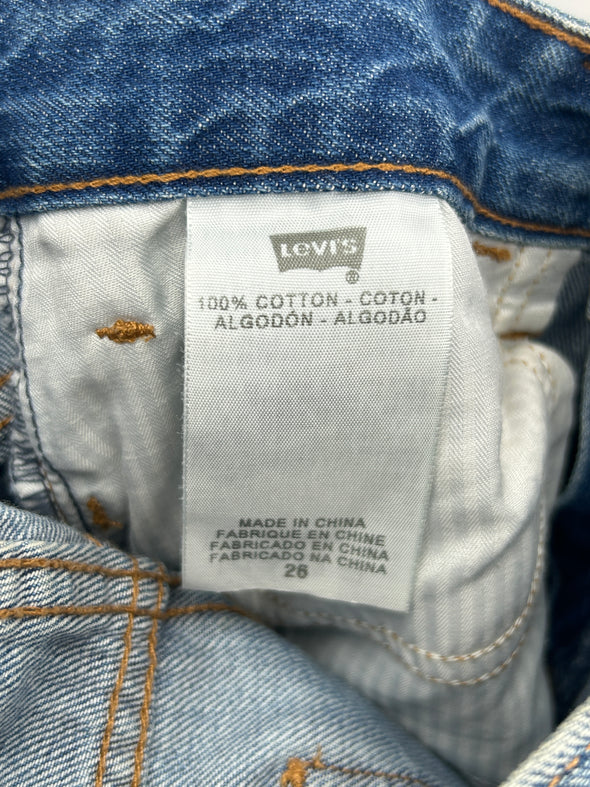 LEVI'S
®
100% COTTON - COTON -
ALGODÓN - ALGODÃO
MADE IN CHINA
FABRIQUE EN CHINE
FABRICADO EN CHINA
FABRICADO NA CHINA
26